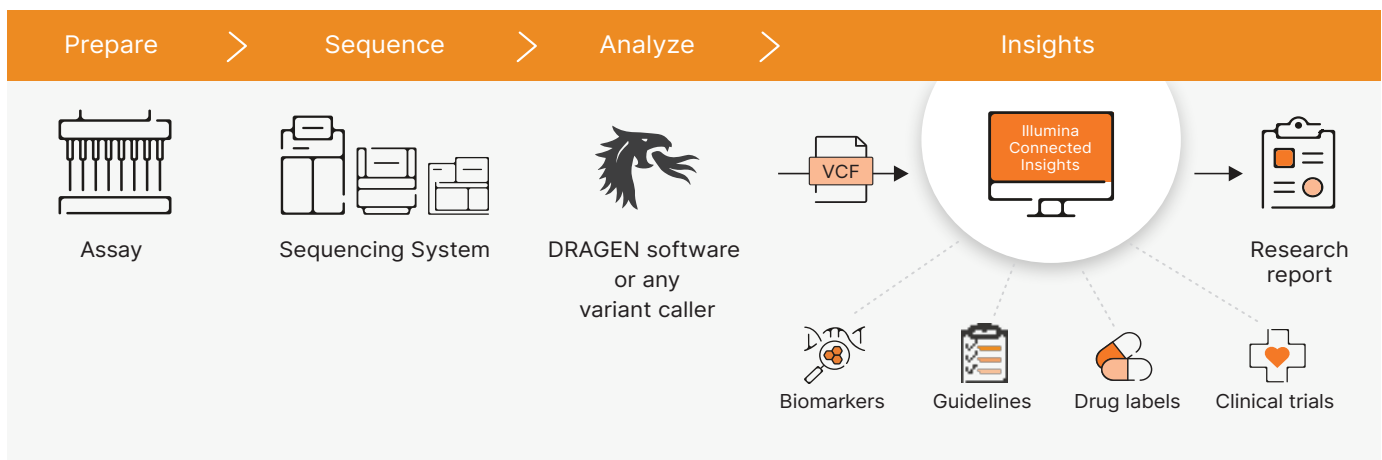 Prepare
Sequence
Analyze
Insights
Assay
Sequencing System
DRAGEN software
or any
variant caller
VCF
Illumina
Connected
Insights
Research
report
Biomarkers
Guidelines
Drug labels
Clinical trials